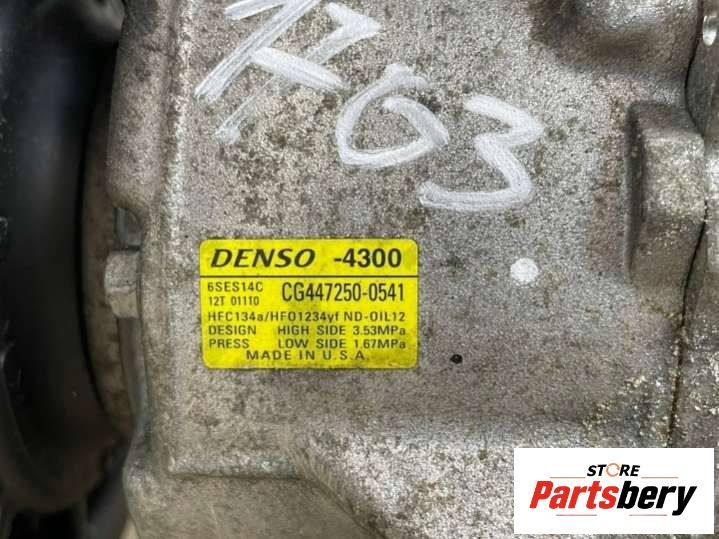 1763
DENSO -4300
6SES14C
12T 01110 CG447250-0541
HFC134a/HFO1234yf ND-OIL12
DESIGN HIGH SIDE 3.53MPa
PRESS LOW SIDE 1.67MPa
MADE IN U.S.A.
STORE
Partsbery